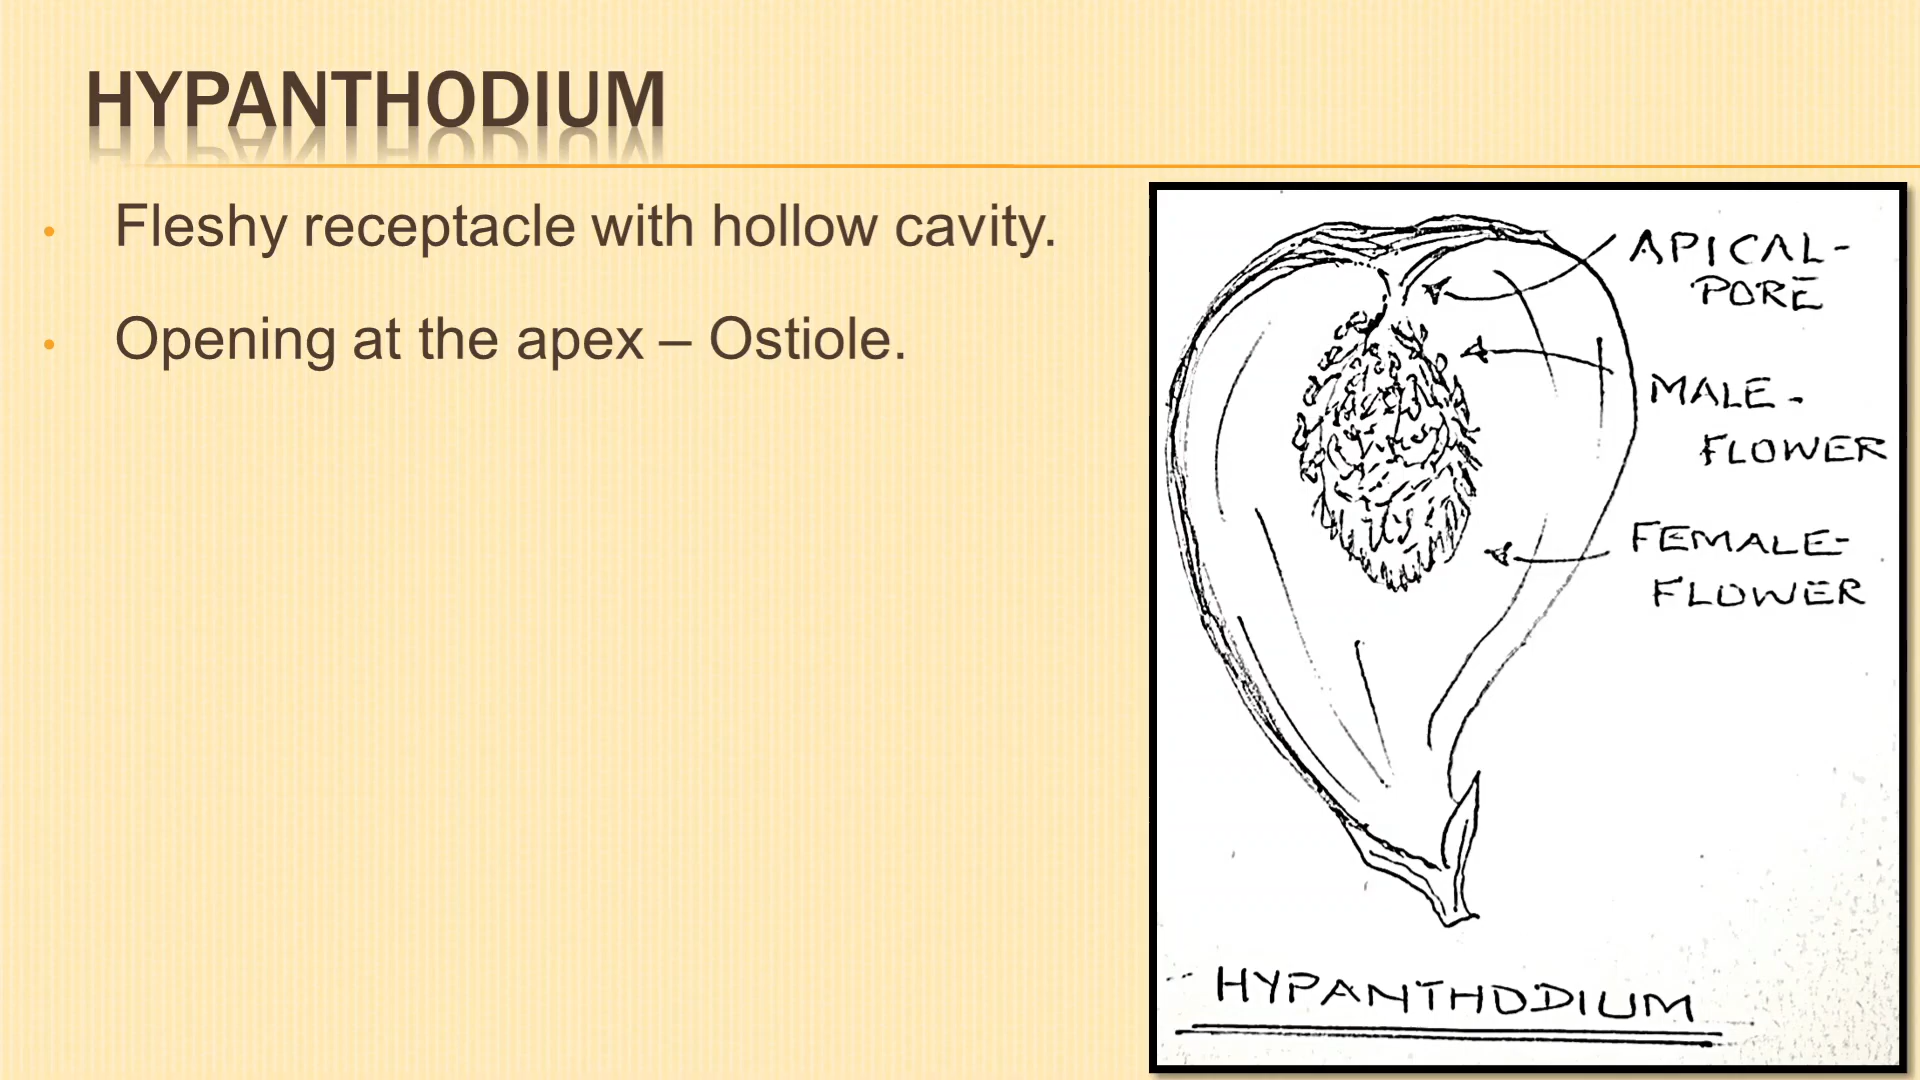 HYPANTHODIUM
• Fleshy receptacle with hollow cavity.
• Opening at the apex – Ostiole.
APICAL-
PORE
MALE-
FLOWER
FEMALE-
FLOWER
HYPANTHODIUM